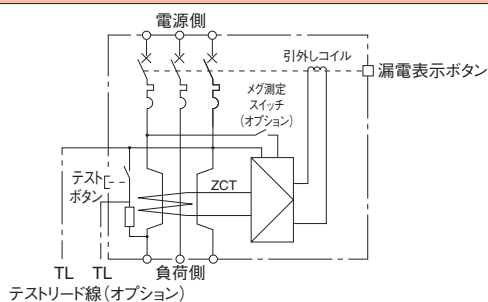 電源側
引外しコイル
漏電表示ボタン
メグ測定
スイッチ
(オプション)
テスト
ボタン
ZCT
TL
TL
負荷側
テストリード線(オプション)